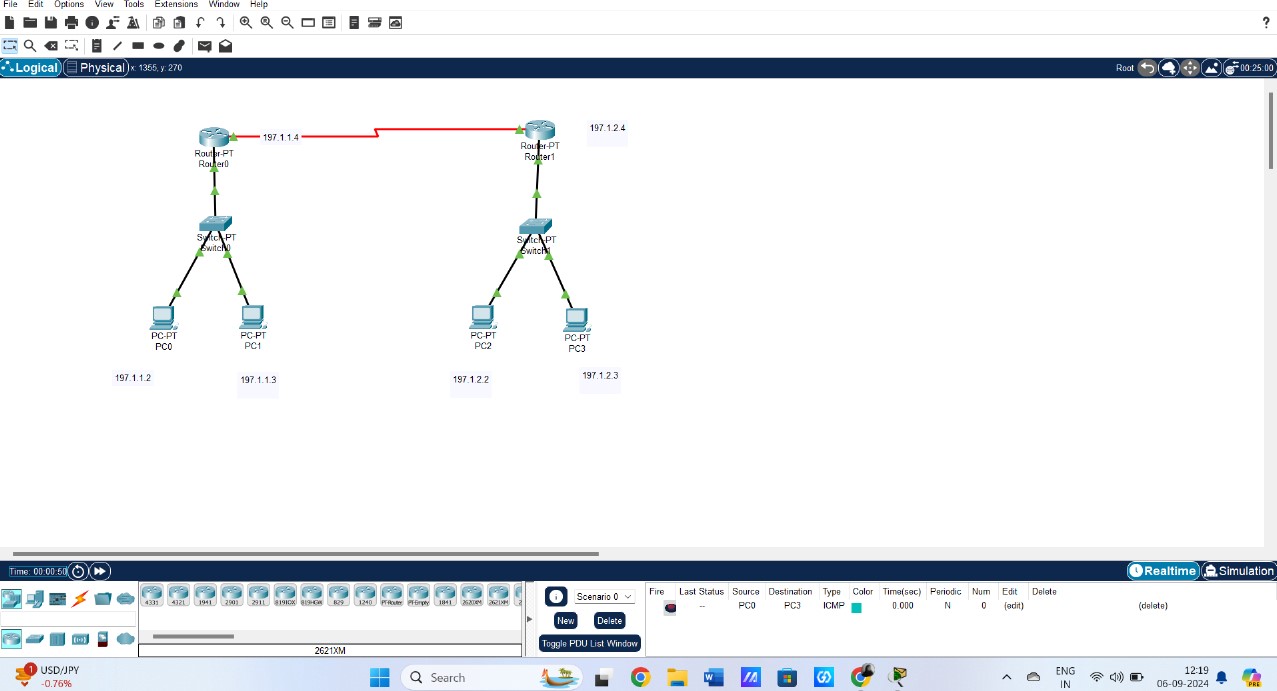 File Edit Options View Tools Extensions Window Help
?
Logical Physical x: 1355, y: 270 Root 00:25:00
197.1.1.4
197.1.2.4
Router-PT
Router0
Router-PT
Router1
Switch-PT
Switch0
Switch-PT
Switch1
PC-PT
PC0
PC-PT
PC1
PC-PT
PC2
PC-PT
PC3
197.1.1.2
197.1.1.3
197.1.2.2
197.1.2.3
Time: 00:00:50 Realtime Simulation
4331 4321 1941 2901 2911 819IOX 819HGW 829 1240 PT-Router PT-Empty 1841 2620XM 2621XM
2621XM
Scenario 0
New Delete
Toggle PDU List Window
Fire Last Status Source Destination Type Color Time(sec) Periodic Num Edit Delete
-- PC0 PC3 ICMP 0.000 N 0 (edit) (delete)
1 USD/JPY
-0.76%
Search
ENG
IN
12:19
06-09-2024
PRE